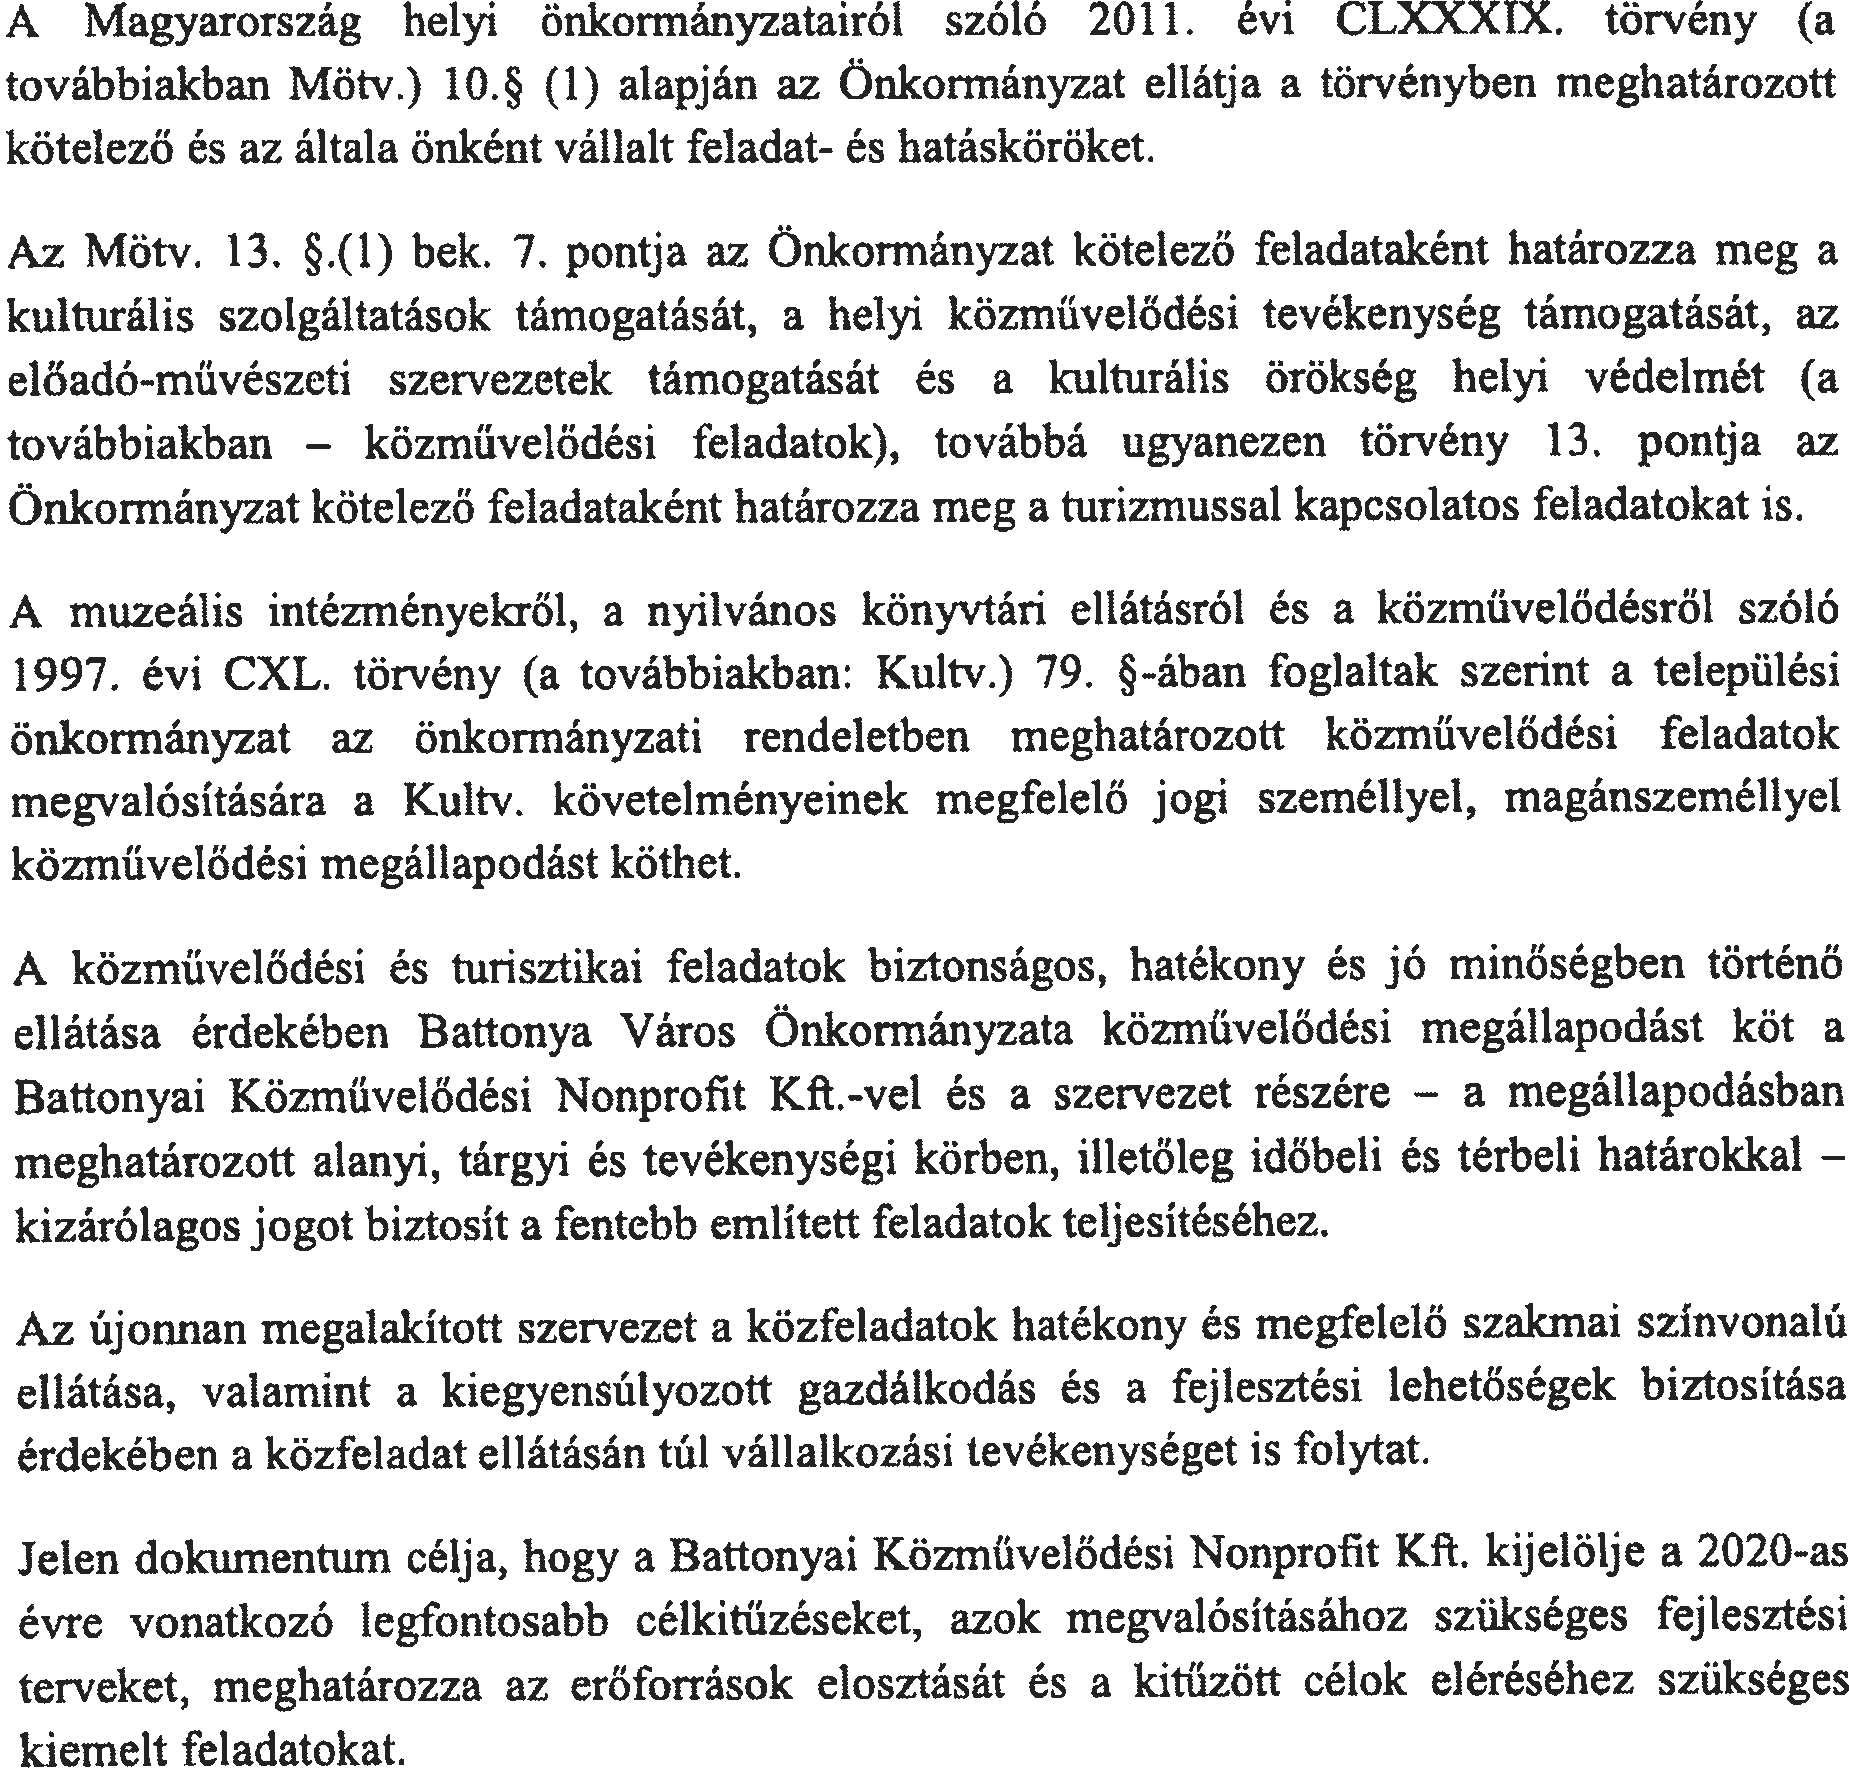 A Magyarország helyi önkormányzatairól szóló 2011. évi CLXXXIX. törvény (a
továbbiakban Mötv.) 10.§ (1) alapján az Önkormányzat ellátja a törvényben meghatározott
kötelező és az általa önként vállalt feladat- és hatásköröket.
Az Mötv. 13. §.(1) bek. 7. pontja az Önkormányzat kötelező feladataként határozza meg a
kulturális szolgáltatások támogatását, a helyi közművelődési tevékenység támogatását, az
előadó-művészeti szervezetek támogatását és a kulturális örökség helyi védelmét (a
továbbiakban – közművelődési feladatok), továbbá ugyanezen törvény 13. pontja az
Önkormányzat kötelező feladataként határozza meg a turizmussal kapcsolatos feladatokat is.
A muzeális intézményekről, a nyilvános könyvtári ellátásról és a közművelődésről szóló
1997. évi CXL. törvény (a továbbiakban: Kultv.) 79. §-ában foglaltak szerint a települési
önkormányzat az önkormányzati rendeletben meghatározott közművelődési feladatok
megvalósítására a Kultv. követelményeinek megfelelő jogi személlyel, magánszeméllyel
közművelődési megállapodást köthet.
A közművelődési és turisztikai feladatok biztonságos, hatékony és jó minőségben történő
ellátása érdekében Battonya Város Önkormányzata közművelődési megállapodást köt a
Battonyai Közművelődési Nonprofit Kft.-vel és a szervezet részére – a megállapodásban
meghatározott alanyi, tárgyi és tevékenységi körben, illetőleg időbeli és térbeli határokkal –
kizárólagos jogot biztosít a fentebb említett feladatok teljesítéséhez.
Az újonnan megalakított szervezet a közfeladatok hatékony és megfelelő szakmai színvonalú
ellátása, valamint a kiegyensúlyozott gazdálkodás és a fejlesztési lehetőségek biztosítása
érdekében a közfeladat ellátásán túl vállalkozási tevékenységet is folytat.
Jelen dokumentum célja, hogy a Battonyai Közművelődési Nonprofit Kft. kijelölje a 2020-as
évre vonatkozó legfontosabb célkitűzéseket, azok megvalósításához szükséges fejlesztési
terveket, meghatározza az erőforrások elosztását és a kitűzött célok eléréséhez szükséges
kiemelt feladatokat.